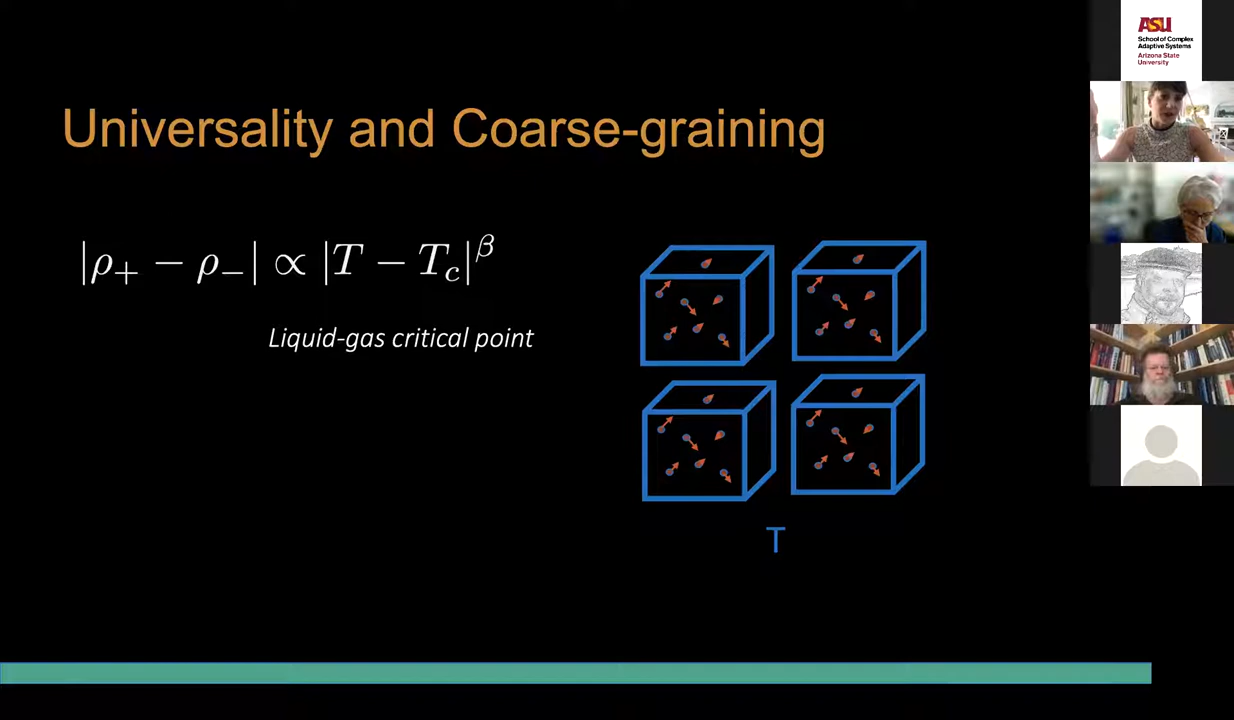 Universality and Coarse-graining
|ρ₊ − ρ₋| ∝ |T − T_c|^β
Liquid-gas critical point
T
ASU
School of Complex
Adaptive Systems
Arizona State
University